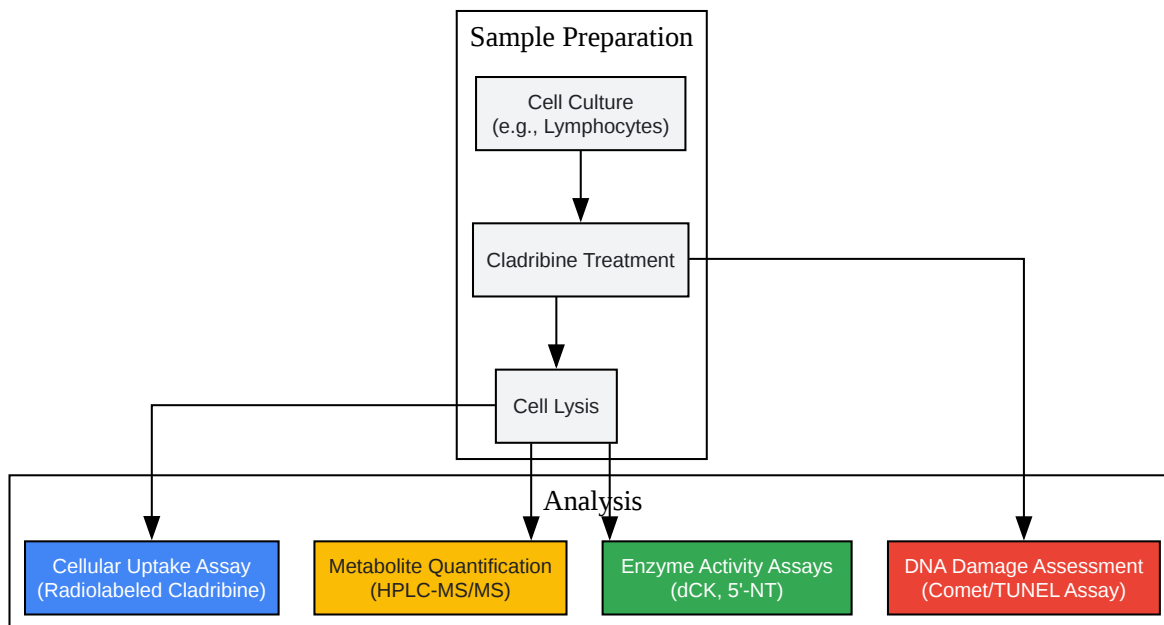 Sample Preparation
Cell Culture
(e.g., Lymphocytes)
Cladribine Treatment
Cell Lysis
Analysis
Cellular Uptake Assay
(Radiolabeled Cladribine)
Metabolite Quantification
(HPLC-MS/MS)
Enzyme Activity Assays
(dCK, 5'-NT)
DNA Damage Assessment
(Comet/TUNEL Assay)